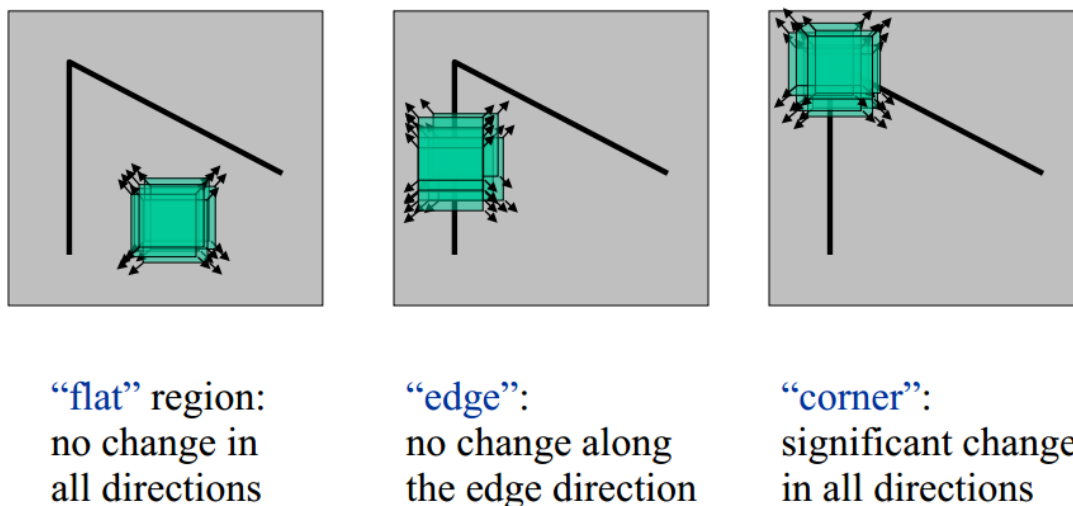 “flat” region:
no change in
all directions
“edge”:
no change along
the edge direction
“corner”:
significant change
in all directions